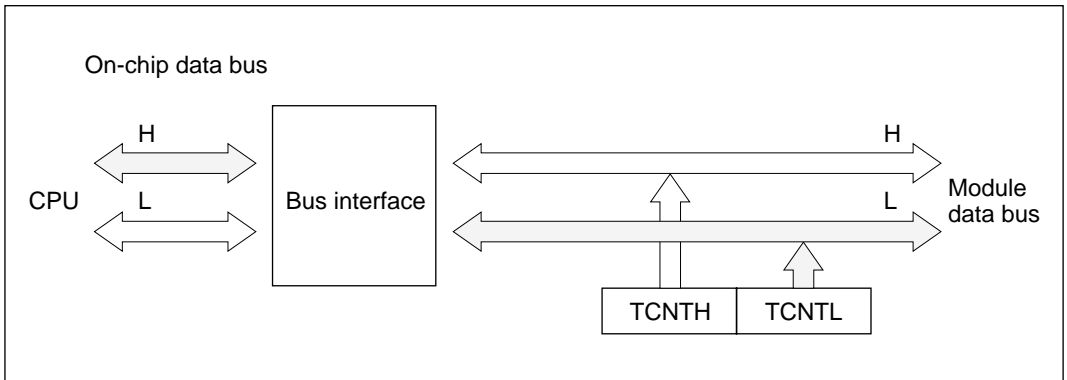 On-chip data bus
H
H
CPU
L
Bus interface
L
Module
data bus
TCNTH
TCNTL